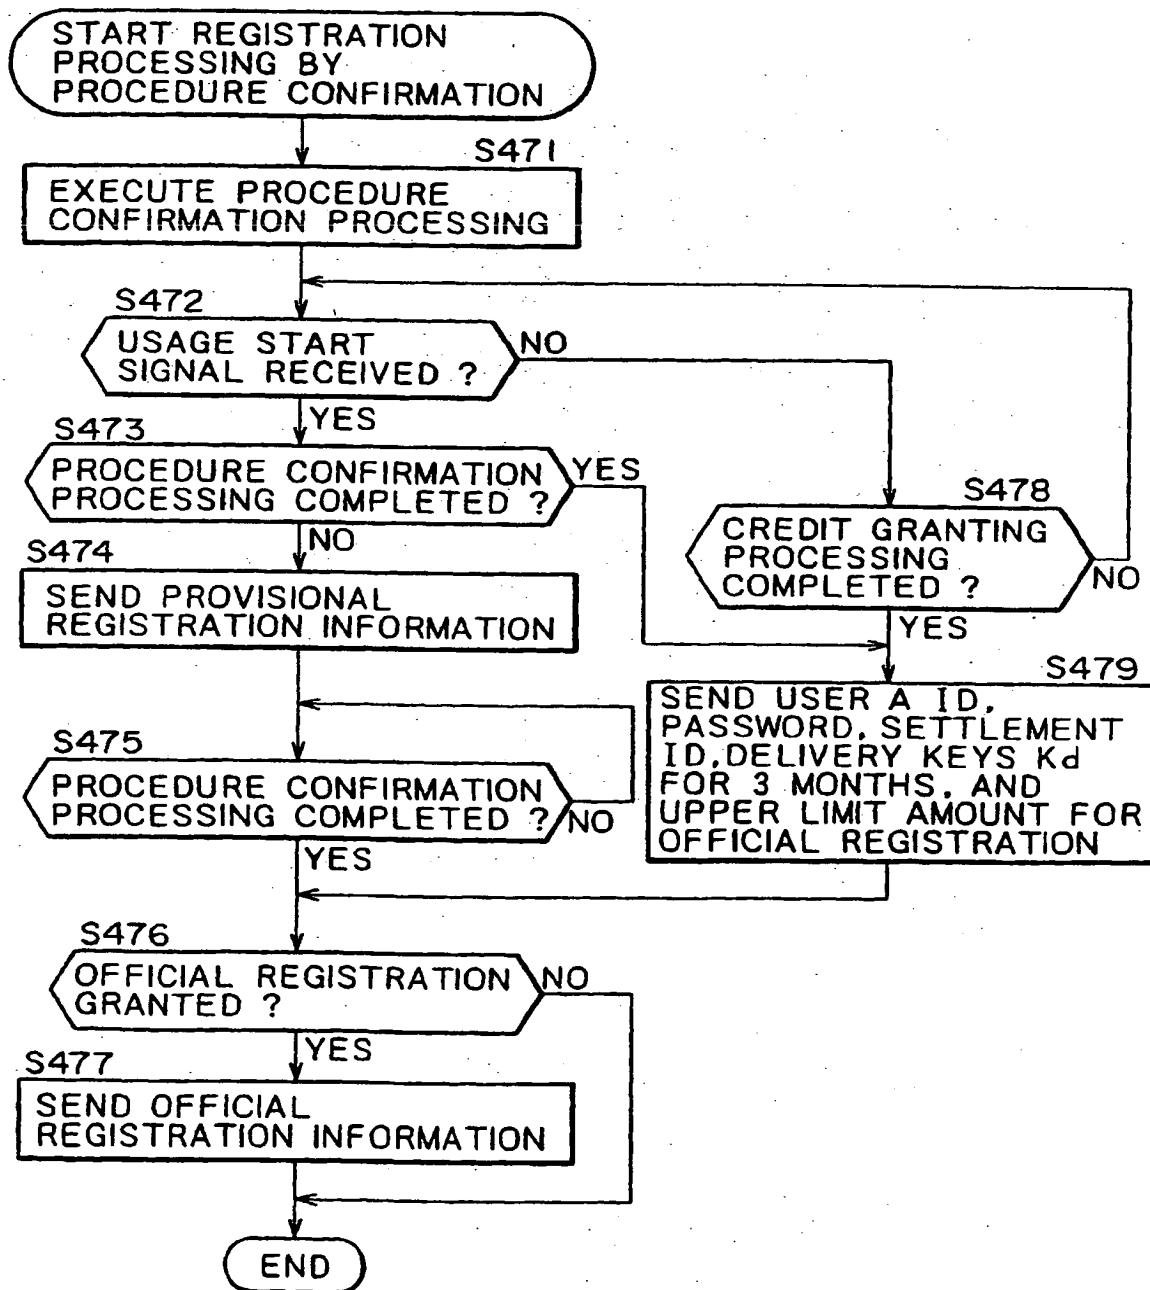 START REGISTRATION
PROCESSING BY
PROCEDURE CONFIRMATION
S471
EXECUTE PROCEDURE
CONFIRMATION PROCESSING
S472
USAGE START
SIGNAL RECEIVED ?
NO
YES
S473
PROCEDURE CONFIRMATION
PROCESSING COMPLETED ?
YES
NO
S478
CREDIT GRANTING
PROCESSING
COMPLETED ?
NO
YES
S474
SEND PROVISIONAL
REGISTRATION INFORMATION
S479
SEND USER A ID,
PASSWORD, SETTLEMENT
ID, DELIVERY KEYS Kd
FOR 3 MONTHS, AND
UPPER LIMIT AMOUNT FOR
OFFICIAL REGISTRATION
S475
PROCEDURE CONFIRMATION
PROCESSING COMPLETED ?
NO
YES
S476
OFFICIAL REGISTRATION
GRANTED ?
NO
YES
S477
SEND OFFICIAL
REGISTRATION INFORMATION
END